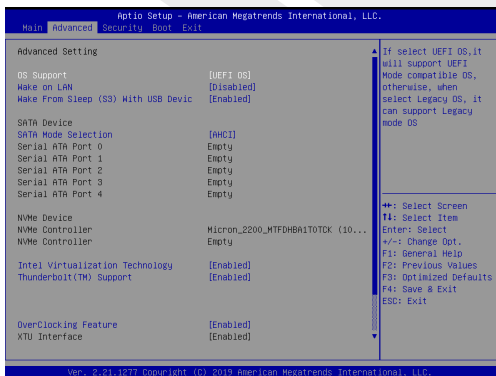 Aptio Setup – American Megatrends International, LLC.
Main Advanced Security Boot Exit
Advanced Setting
OS Support [UEFI OS]
Wake on LAN [Disabled]
Wake From Sleep (S3) With USB Devic [Enabled]
SATA Device
SATA Mode Selection [AHCI]
Serial ATA Port 0 Empty
Serial ATA Port 1 Empty
Serial ATA Port 2 Empty
Serial ATA Port 3 Empty
Serial ATA Port 4 Empty
NVMe Device
NVMe Controller Micron_2200_MTFDHBA1T0TCK (10...
NVMe Controller Empty
Intel Virtualization Technology [Enabled]
Thunderbolt(TM) Support [Enabled]
OverClocking Feature [Enabled]
XTU Interface [Enabled]
If select UEFI OS,it
will support UEFI
Mode compatible OS,
otherwise, when
select Legacy OS, it
can support Legacy
mode OS
→←: Select Screen
↑↓: Select Item
Enter: Select
+/-: Change Opt.
F1: General Help
F2: Previous Values
F3: Optimized Defaults
F4: Save & Exit
ESC: Exit
Ver. 2.21.1277 Copyright (C) 2019 American Megatrends International, LLC.